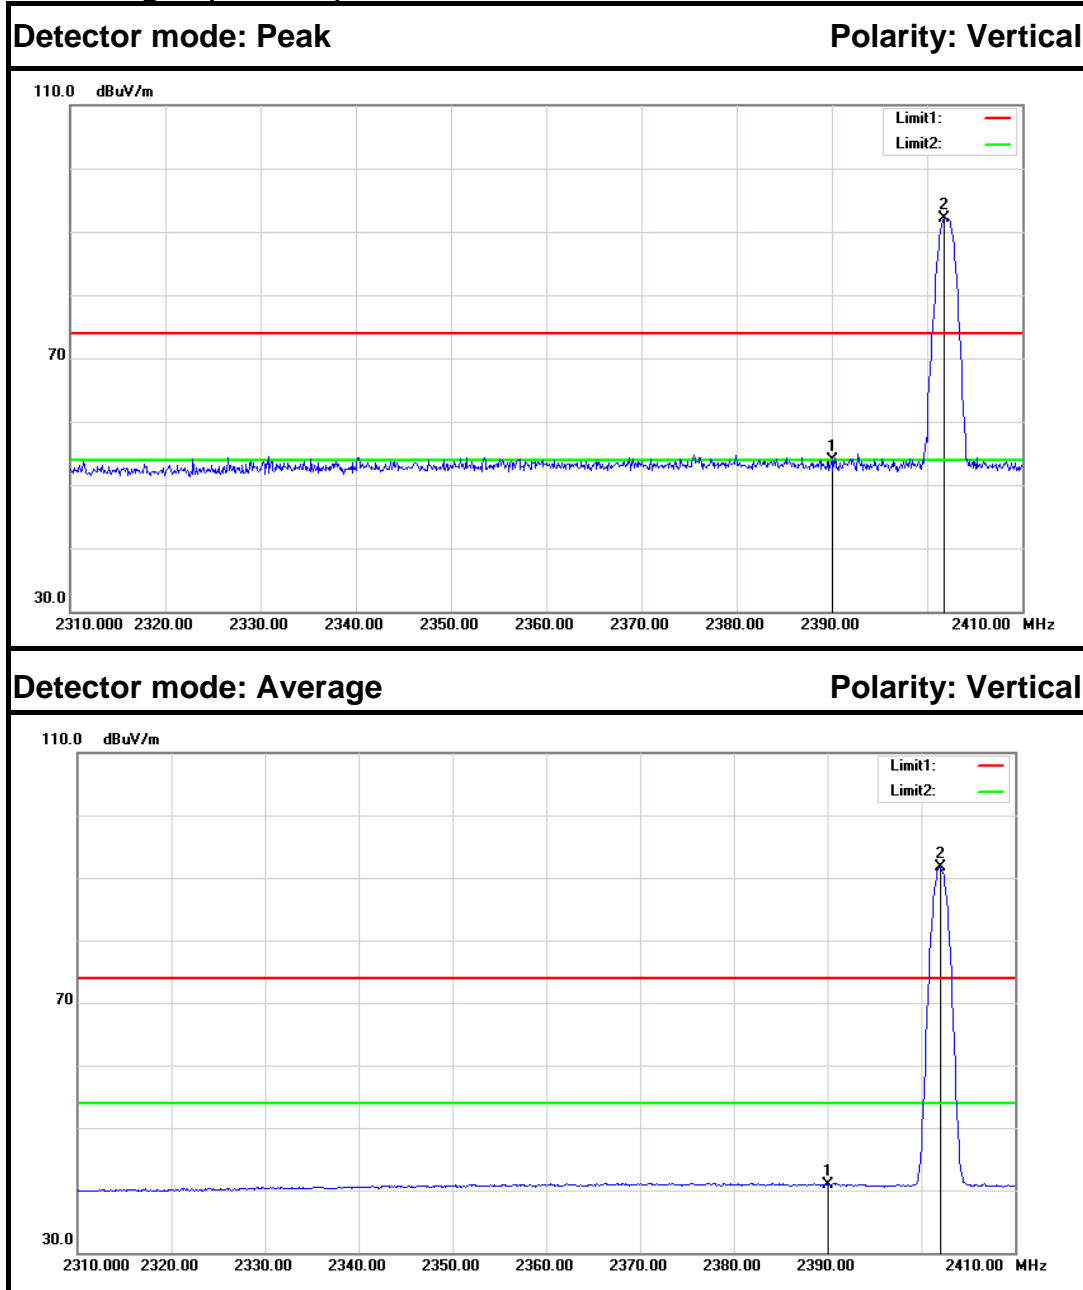 Detector mode: Peak Polarity: Vertical
110.0 dBuV/m
Limit1:
Limit2:
2
70
1
30.0
2310.000 2320.00 2330.00 2340.00 2350.00 2360.00 2370.00 2380.00 2390.00 2410.00 MHz
Detector mode: Average Polarity: Vertical
110.0 dBuV/m
Limit1:
Limit2:
2
70
1
30.0
2310.000 2320.00 2330.00 2340.00 2350.00 2360.00 2370.00 2380.00 2390.00 2410.00 MHz